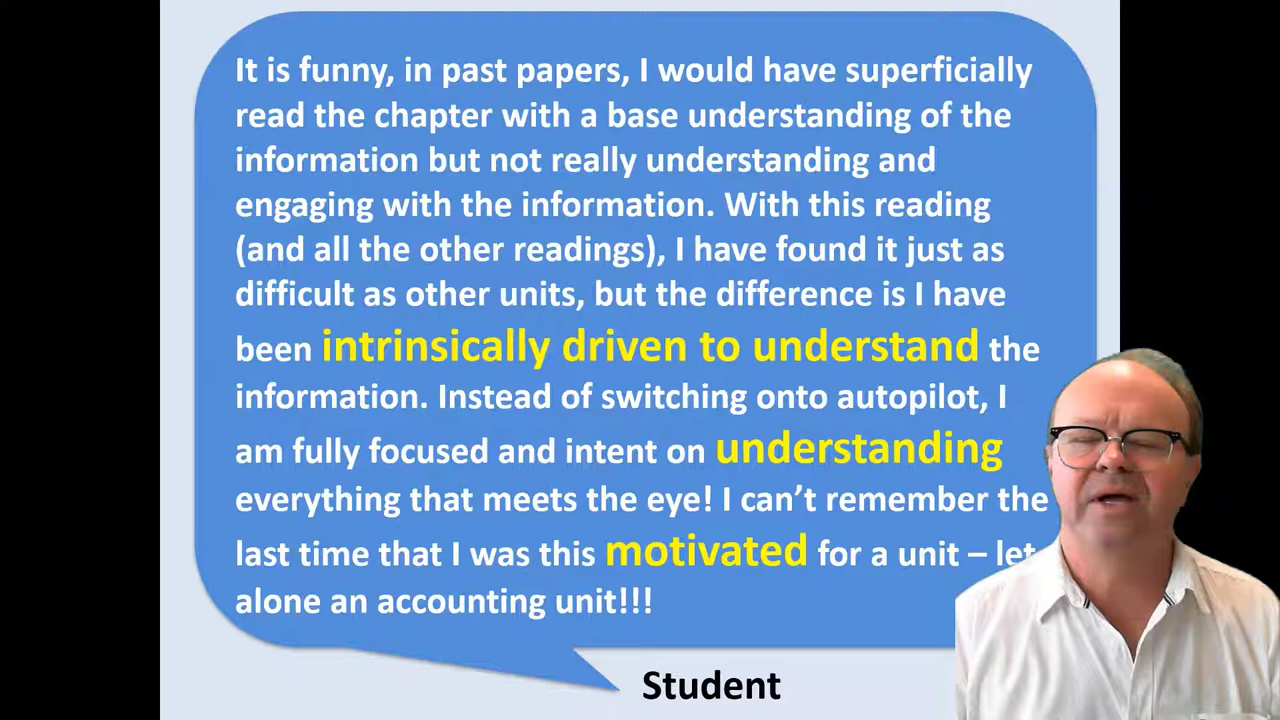 It is funny, in past papers, I would have superficially
read the chapter with a base understanding of the
information but not really understanding and
engaging with the information. With this reading
(and all the other readings), I have found it just as
difficult as other units, but the difference is I have
been intrinsically driven to understand the
information. Instead of switching onto autopilot, I
am fully focused and intent on understanding
everything that meets the eye! I can’t remember the
last time that I was this motivated for a unit – let
alone an accounting unit!!!
Student